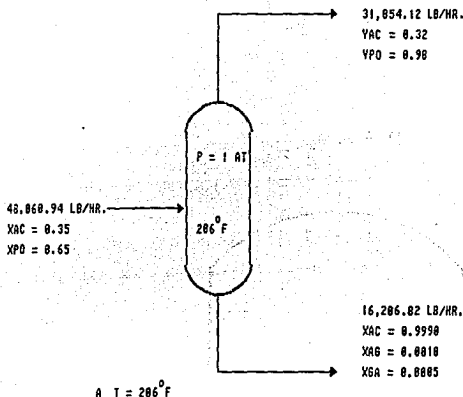 31,854.12 LB/HR.
YAC = 0.32
YPO = 0.98
P = 1 AT
48,060.94 LB/HR.
XAC = 0.35
XPO = 0.65
206°F
16,206.82 LB/HR.
XAC = 0.9990
XAG = 0.0010
XGA = 0.0005
A T = 206°F